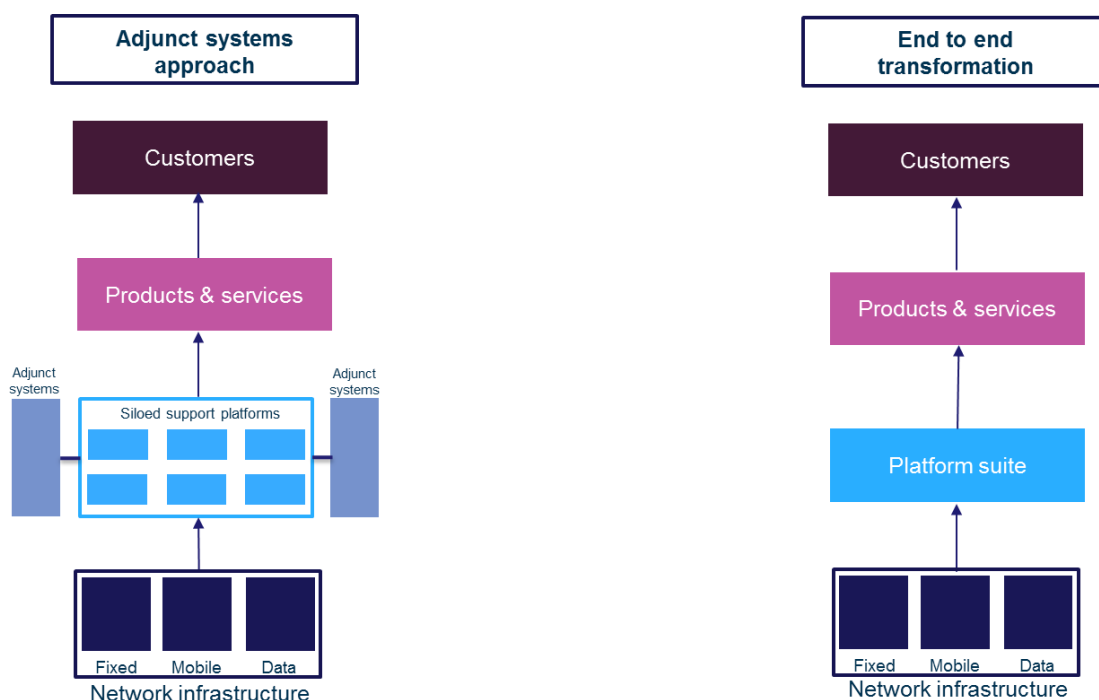 Adjunct systems
approach
Customers
Products & services
Adjunct
systems
Siloed support platforms
Adjunct
systems
Fixed Mobile Data
Network infrastructure
End to end
transformation
Customers
Products & services
Platform suite
Fixed Mobile Data
Network infrastructure